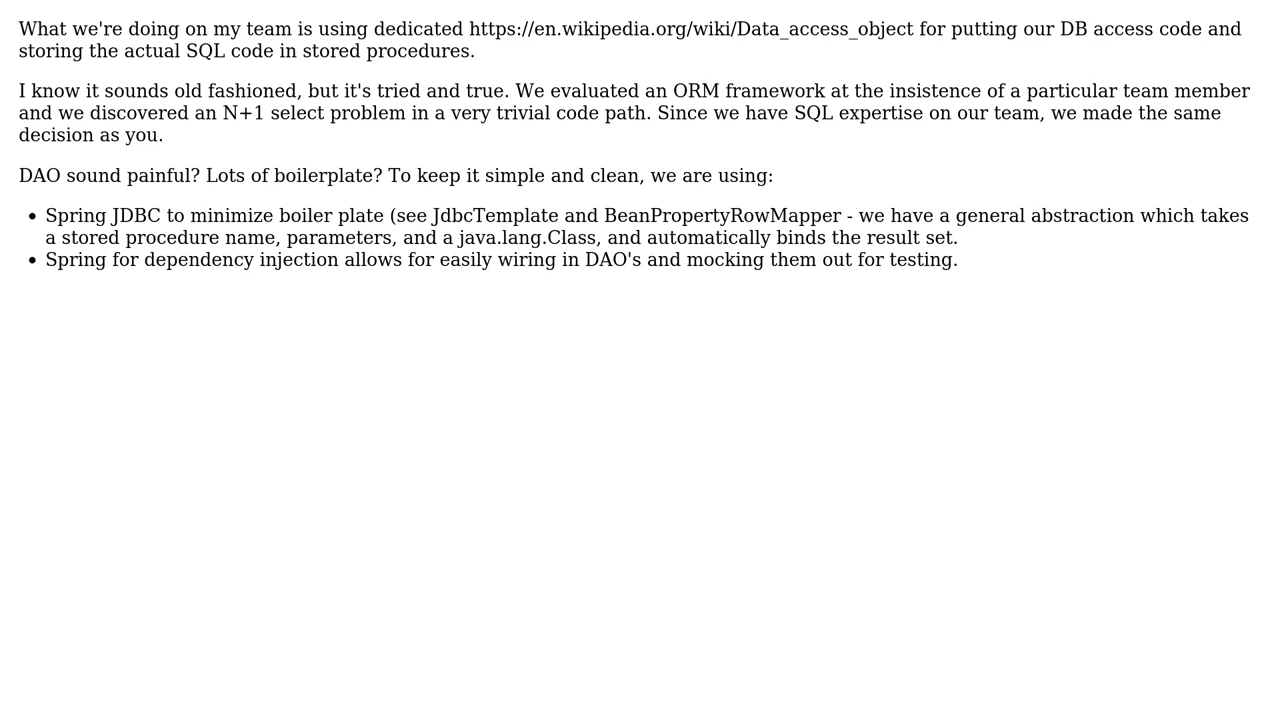 What we're doing on my team is using dedicated https://en.wikipedia.org/wiki/Data_access_object for putting our DB access code and
storing the actual SQL code in stored procedures.
I know it sounds old fashioned, but it's tried and true. We evaluated an ORM framework at the insistence of a particular team member
and we discovered an N+1 select problem in a very trivial code path. Since we have SQL expertise on our team, we made the same
decision as you.
DAO sound painful? Lots of boilerplate? To keep it simple and clean, we are using:
• Spring JDBC to minimize boiler plate (see JdbcTemplate and BeanPropertyRowMapper - we have a general abstraction which takes
a stored procedure name, parameters, and a java.lang.Class, and automatically binds the result set.
• Spring for dependency injection allows for easily wiring in DAO's and mocking them out for testing.